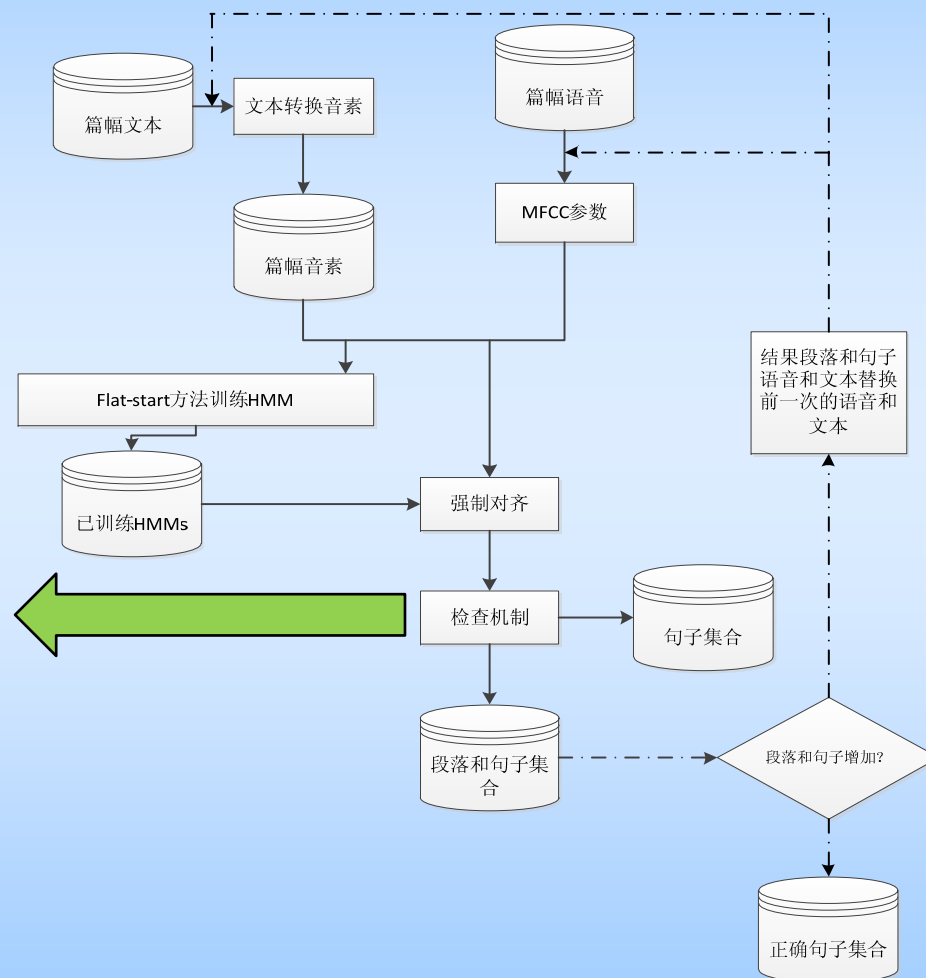 篇幅文本
文本转换音素
篇幅语音
MFCC参数
篇幅音素
结果段落和句子
语音和文本替换
前一次的语音和
文本
Flat-start方法训练HMM
已训练HMMs
强制对齐
检查机制
句子集合
段落和句子集
合
段落和句子增加?
正确句子集合